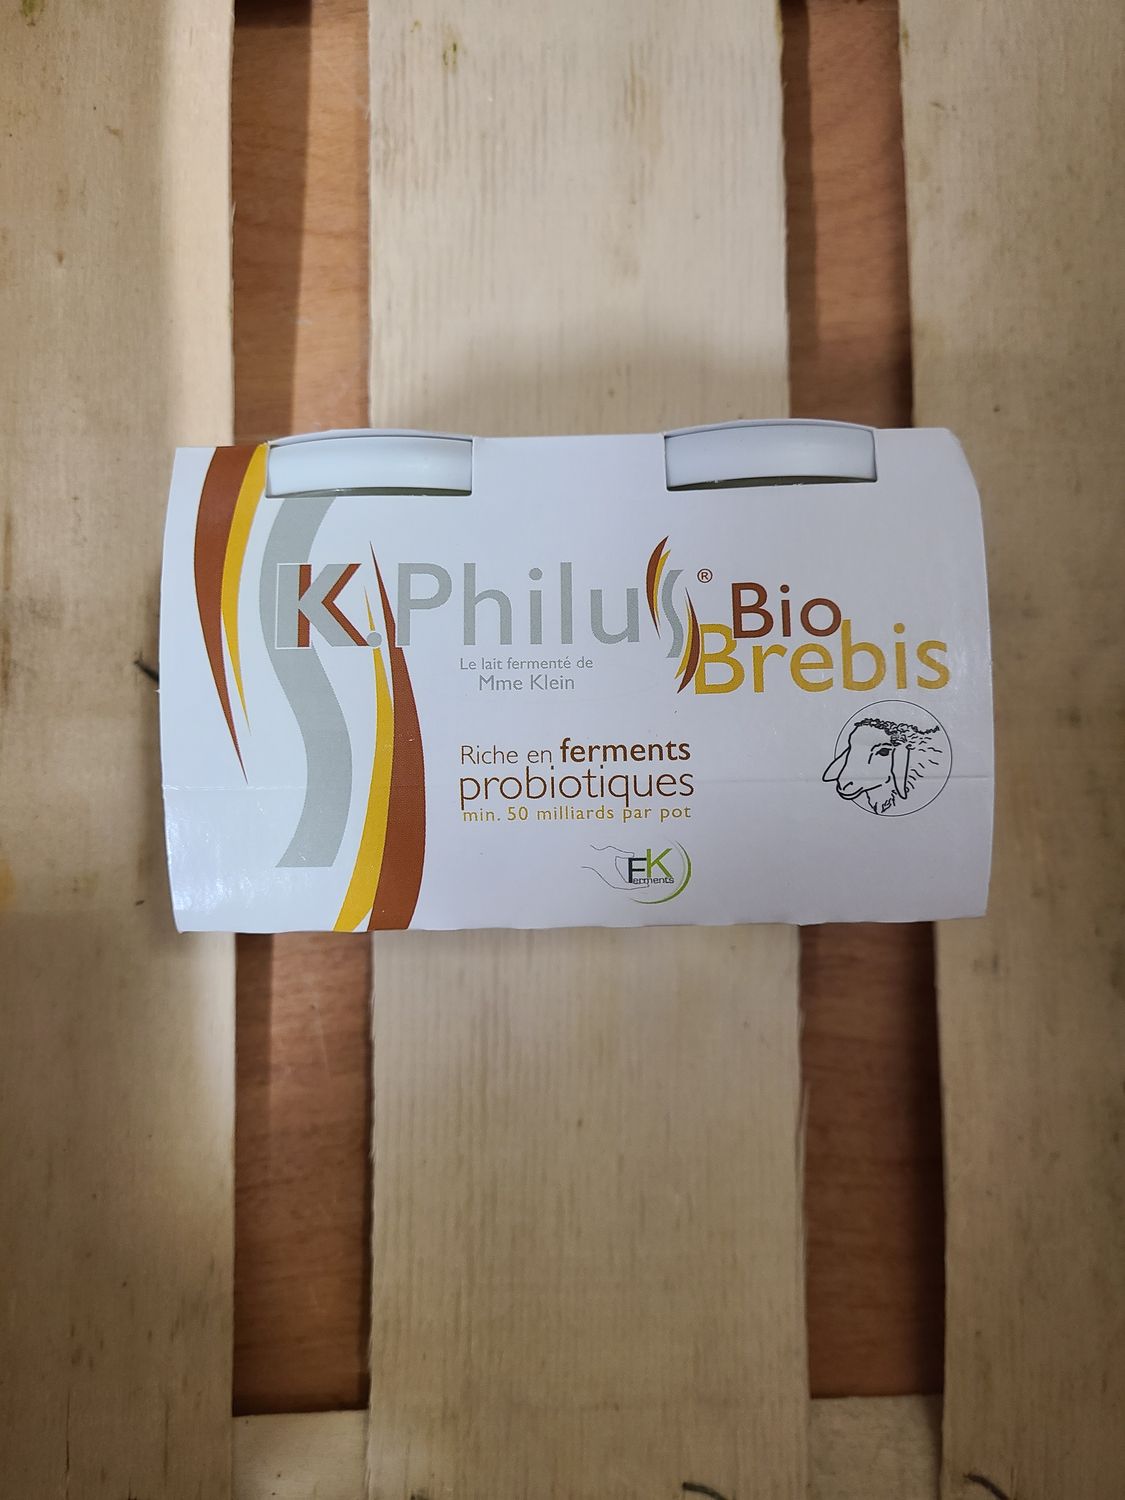 K.Philus®
Bio
Brebis
Le lait fermenté de
Mme Klein
Riche en ferments
probiotiques
min. 50 milliards par pot
FK
Ferments